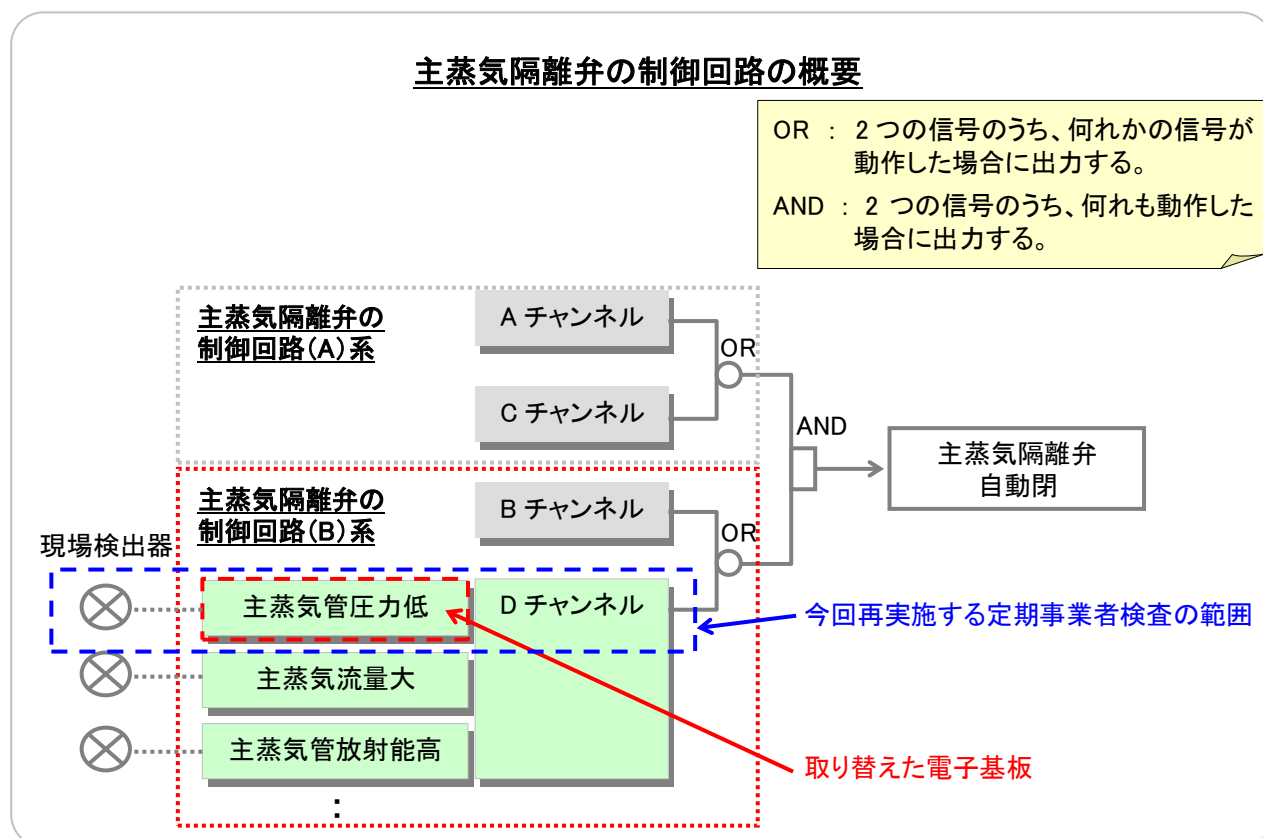 主蒸気隔離弁の制御回路の概要
OR : 2つの信号のうち、何れかの信号が
動作した場合に出力する。
AND : 2つの信号のうち、何れも動作した
場合に出力する。
主蒸気隔離弁の
制御回路(A)系
Aチャンネル
OR
Cチャンネル
AND
主蒸気隔離弁
自動閉
主蒸気隔離弁の
制御回路(B)系
Bチャンネル
OR
現場検出器
主蒸気管圧力低
Dチャンネル
今回再実施する定期事業者検査の範囲
主蒸気流量大
主蒸気管放射能高
取り替えた電子基板
: